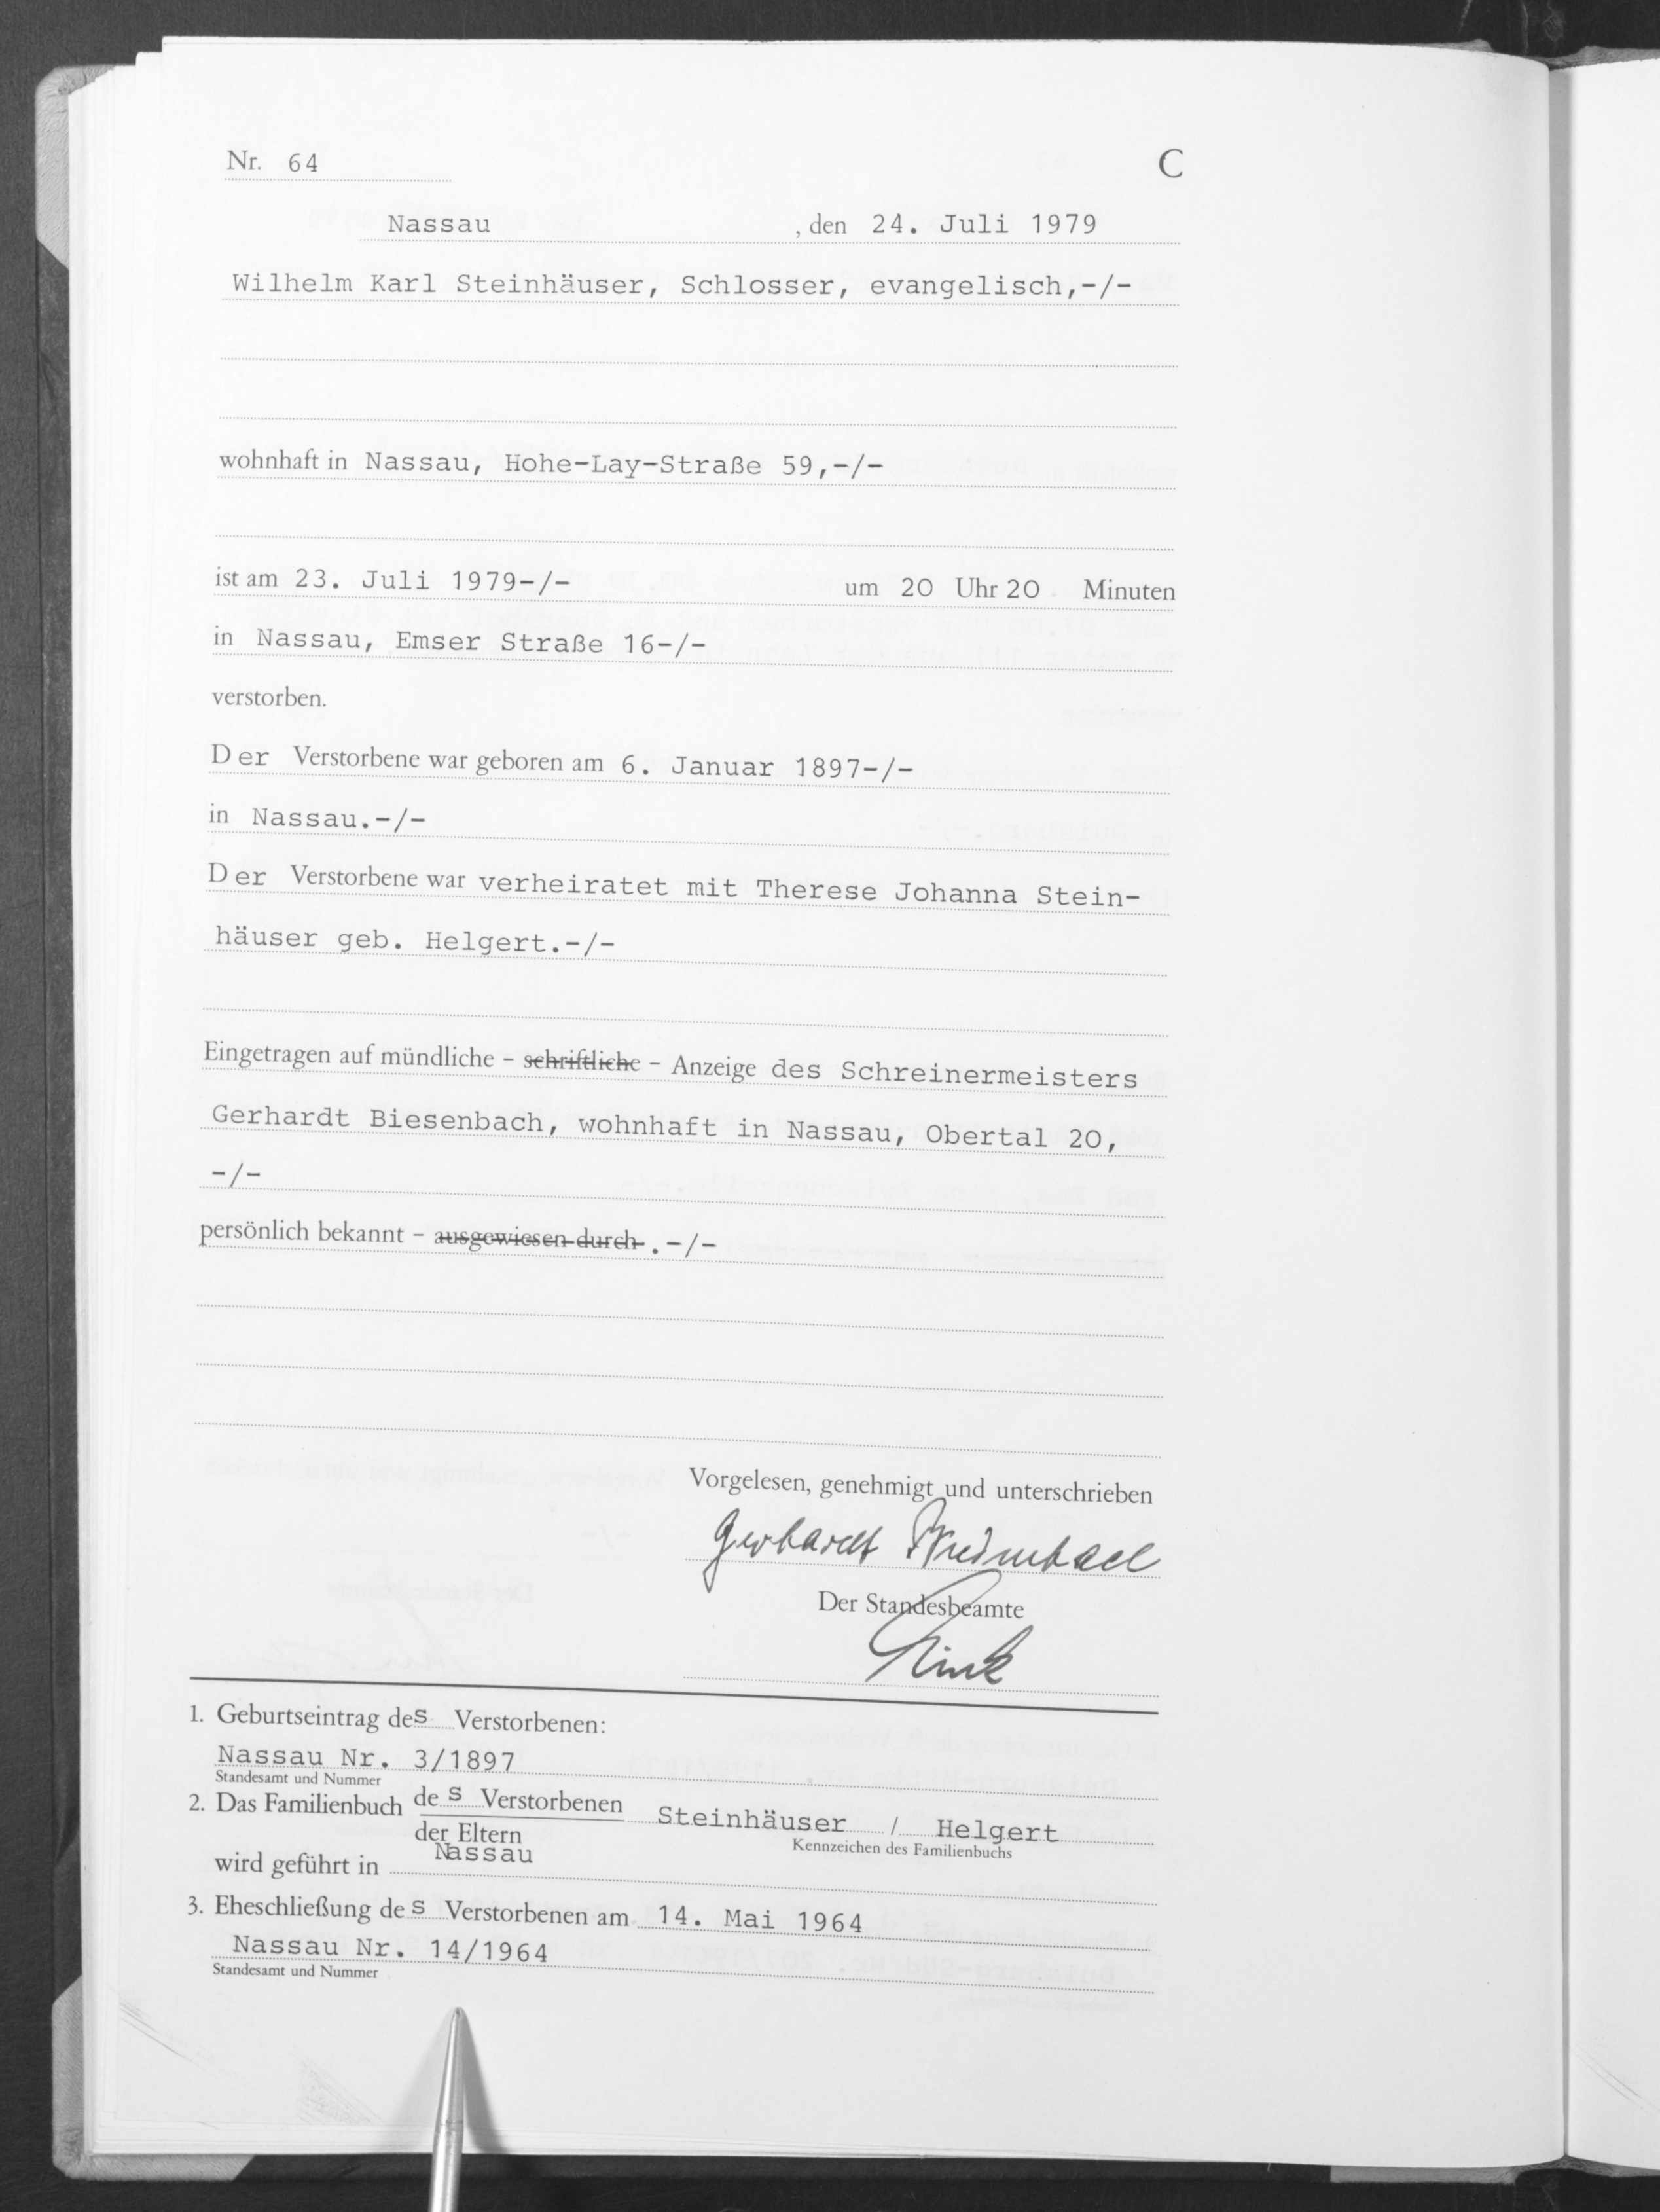 Nr. 64
C
Nassau , den 24. Juli 1979
Wilhelm Karl Steinhäuser, Schlosser, evangelisch,-/-
wohnhaft in Nassau, Hohe-Lay-Straße 59,-/-
ist am 23. Juli 1979-/- um 20 Uhr 20 Minuten
in Nassau, Emser Straße 16-/-
verstorben.
Der Verstorbene war geboren am 6. Januar 1897-/-
in Nassau.-/-
Der Verstorbene war verheiratet mit Therese Johanna Stein-
häuser geb. Helgert.-/-
Eingetragen auf mündliche - schriftliche - Anzeige des Schreinermeisters
Gerhardt Biesenbach, wohnhaft in Nassau, Obertal 20,
-/-
persönlich bekannt - ausgewiesen durch .-/-
Vorgelesen, genehmigt und unterschrieben
Gerhardt Biesenbach
Der Standesbeamte
1. Geburtseintrag des Verstorbenen:
Nassau Nr. 3/1897
Standesamt und Nummer
2. Das Familienbuch des Verstorbenen Steinhäuser / Helgert
der Eltern Kennzeichen des Familienbuchs
wird geführt in Nassau
3. Eheschließung des Verstorbenen am 14. Mai 1964
Nassau Nr. 14/1964
Standesamt und Nummer